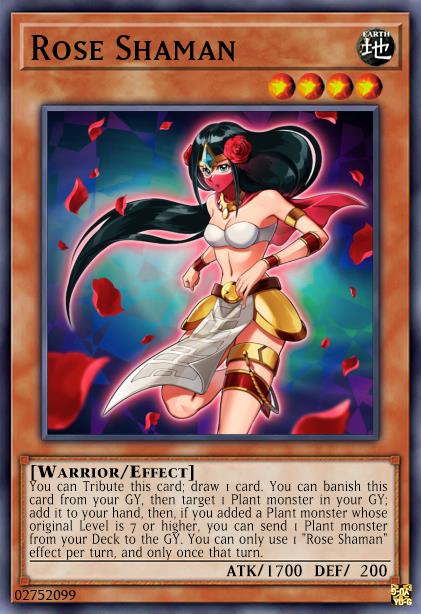 Rose Shaman
EARTH
地
[Warrior/Effect]
You can Tribute this card; draw 1 card. You can banish this
card from your GY, then target 1 Plant monster in your GY;
add it to your hand, then, if you added a Plant monster whose
original Level is 7 or higher, you can send 1 Plant monster
from your Deck to the GY. You can only use 1 "Rose Shaman"
effect per turn, and only once that turn.
ATK/1700 DEF/ 200
02752099